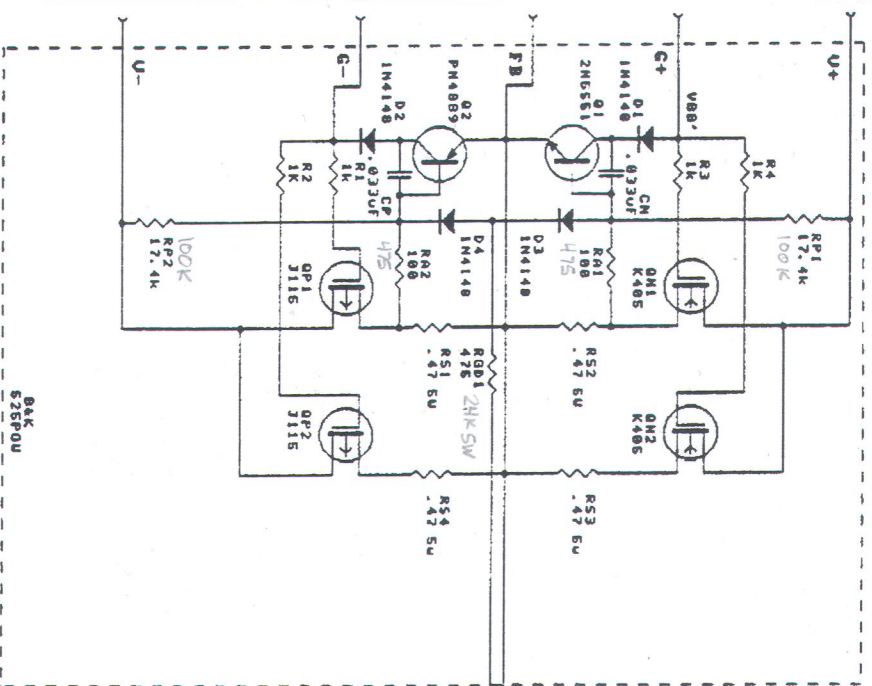 V-
G-
FB
G+
V+
VBB'
1N4148
D2
PN4889
Q2
2N5551
Q1
1N4148
D1
R2
1K
R1
1k
.033uF
CP
.033uF
CN
R3
1k
R4
1K
RP2
17.4k
100K
475
RA2
100
D4
1N4148
D3
1N4148
475
RA1
100
RP1
17.4k
100K
QP1
J115
QN1
K405
RS1
.47 5W
RGD1
475
24K 5W
RS2
.47 5W
QP2
J115
QN2
K405
RS4
.47 5W
RS3
.47 5W
B&K